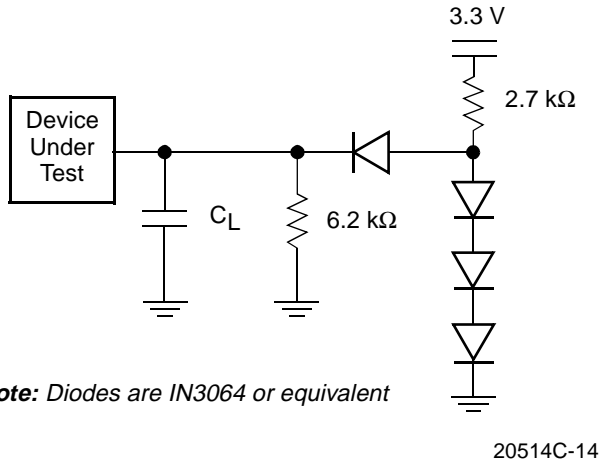 3.3 V
2.7 kΩ
Device
Under
Test
CL
6.2 kΩ
ote: Diodes are IN3064 or equivalent
20514C-14